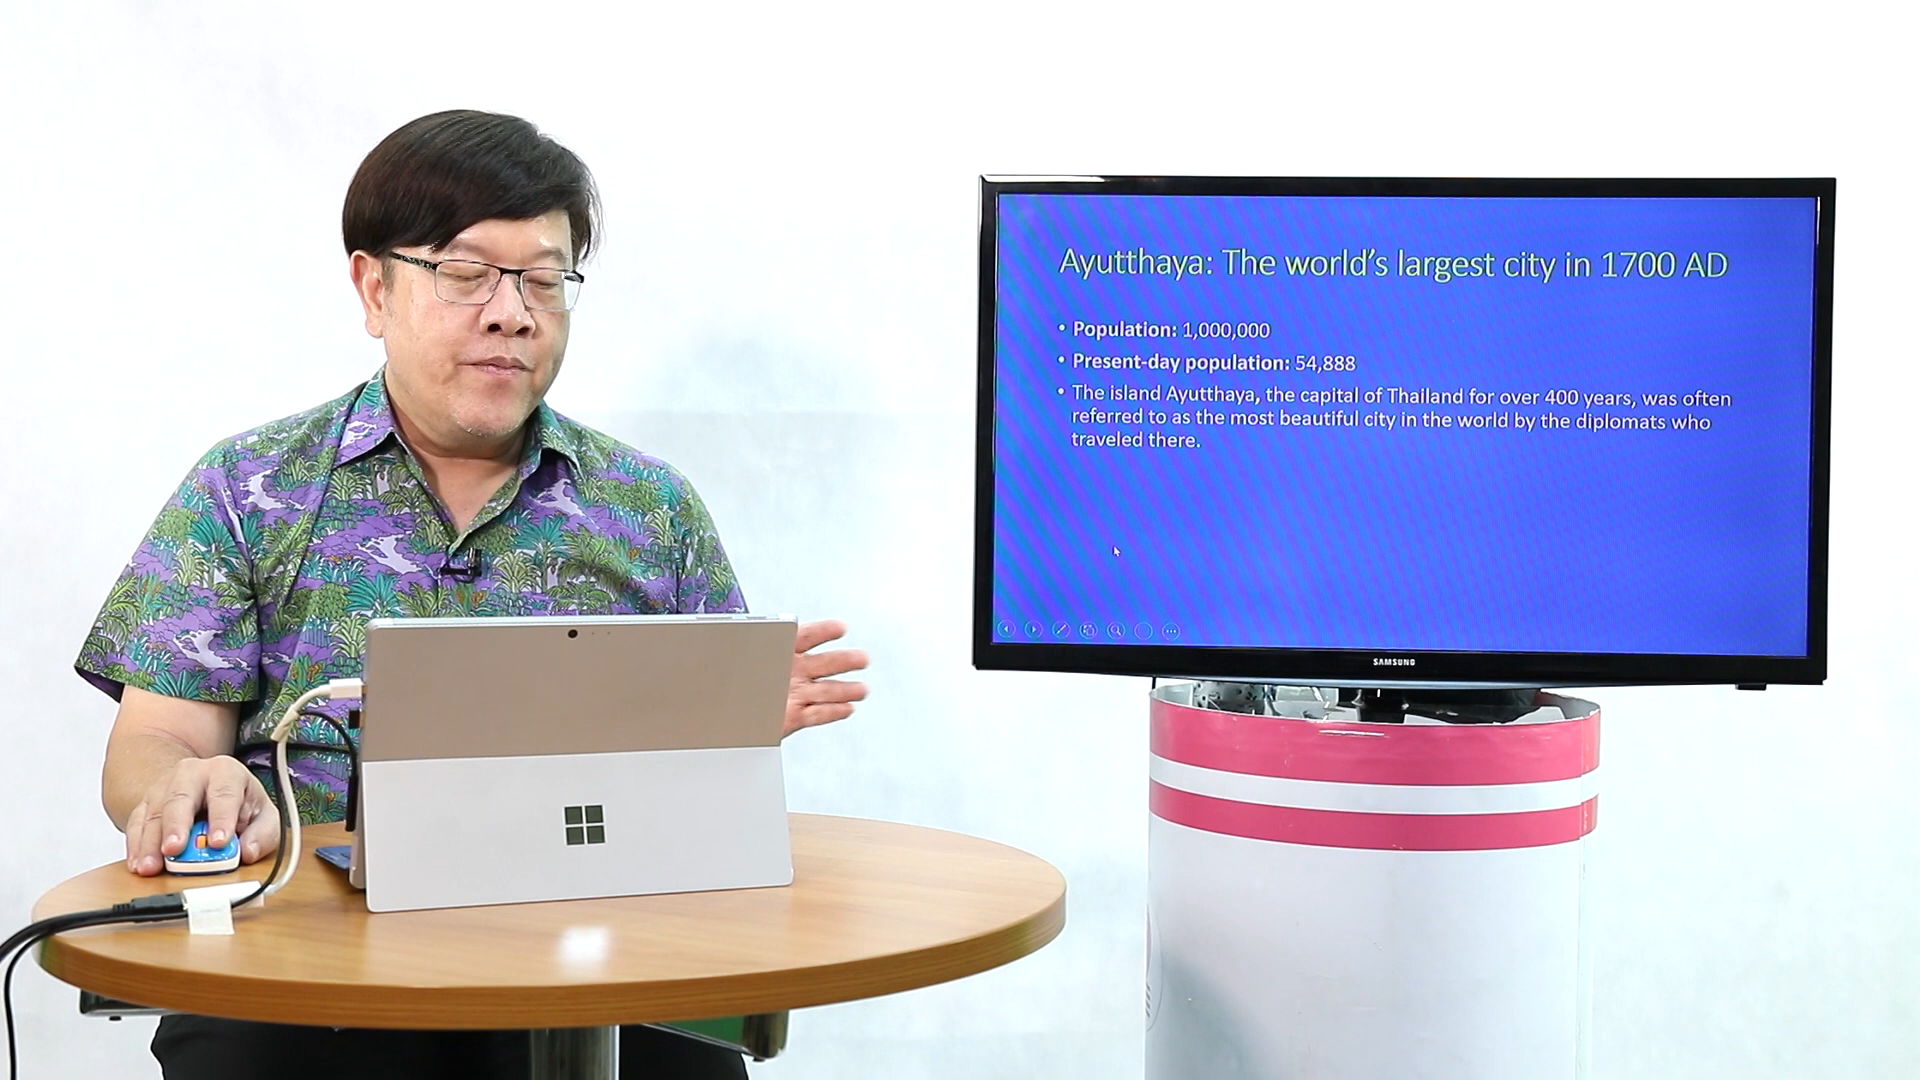 Ayutthaya: The world's largest city in 1700 AD
• Population: 1,000,000
• Present-day population: 54,888
• The island Ayutthaya, the capital of Thailand for over 400 years, was often
referred to as the most beautiful city in the world by the diplomats who
traveled there.
SAMSUNG